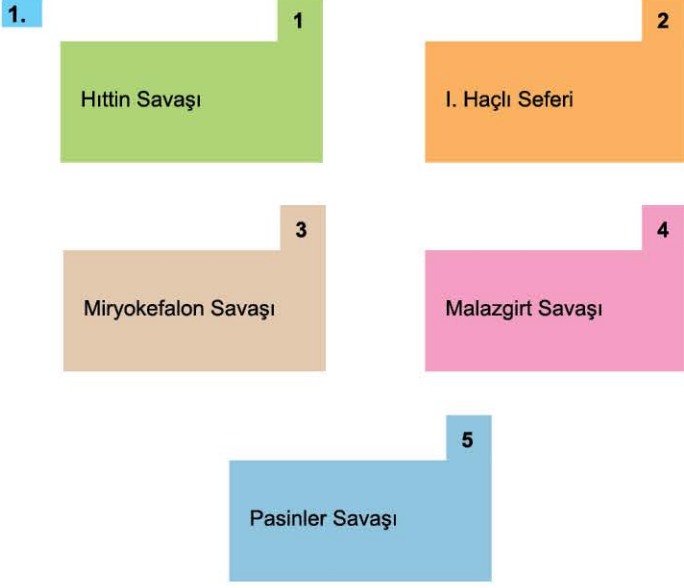 1.
1
Hıttin Savaşı
2
I. Haçlı Seferi
3
Miryokefalon Savaşı
4
Malazgirt Savaşı
5
Pasinler Savaşı